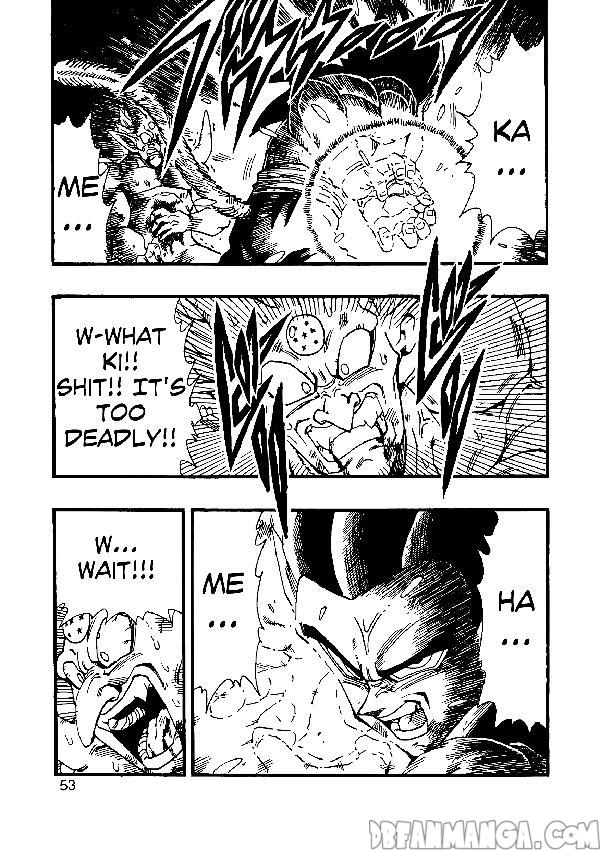 KA
...
ME
...
W-WHAT
KI!!
SHIT!! IT'S
TOO
DEADLY!!
HA
...
ME
...
W...
WAIT!!!
53
DBFANMANGA.COM